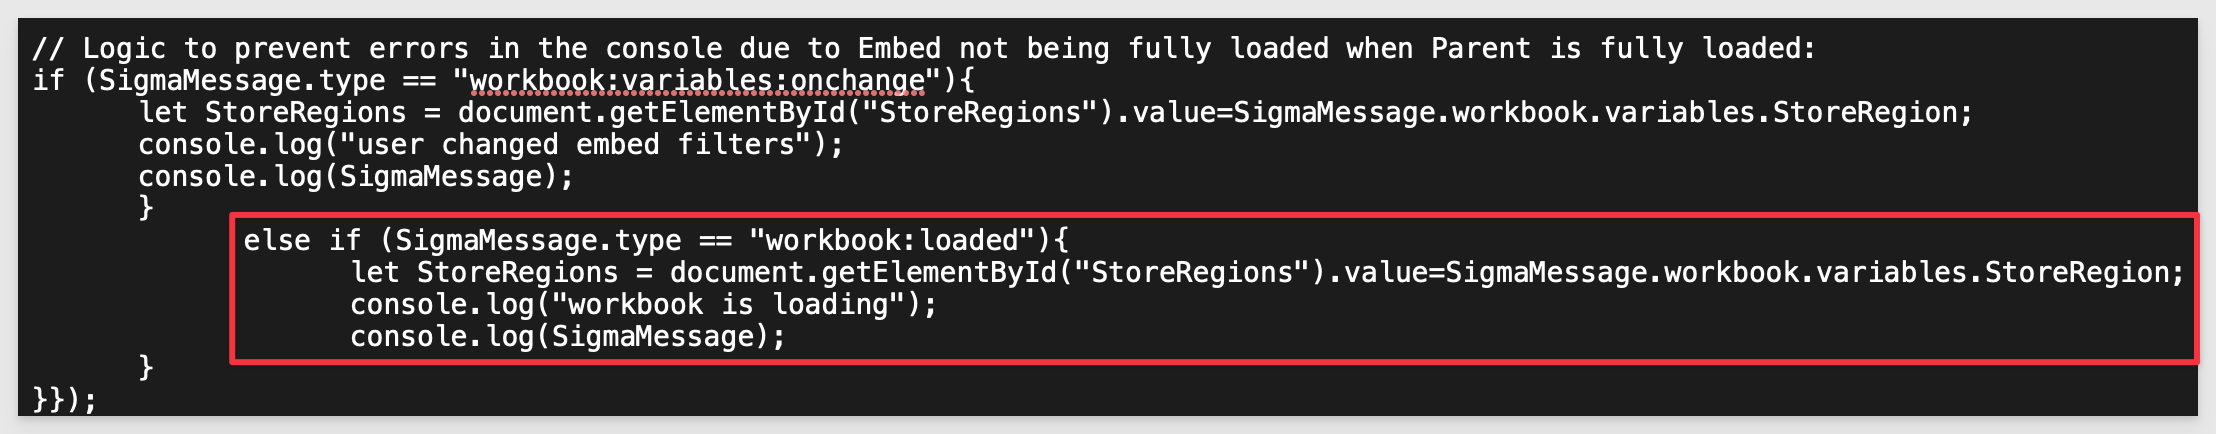 // Logic to prevent errors in the console due to Embed not being fully loaded when Parent is fully loaded:
if (SigmaMessage.type == "workbook:variables:onchange"){
let StoreRegions = document.getElementById("StoreRegions").value=SigmaMessage.workbook.variables.StoreRegion;
console.log("user changed embed filters");
console.log(SigmaMessage);
}
else if (SigmaMessage.type == "workbook:loaded"){
let StoreRegions = document.getElementById("StoreRegions").value=SigmaMessage.workbook.variables.StoreRegion;
console.log("workbook is loading");
console.log(SigmaMessage);
}
}});